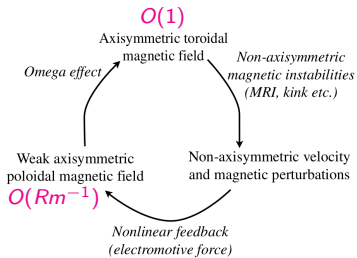 O(1)
Axisymmetric toroidal
magnetic field
Non-axisymmetric
magnetic instabilities
(MRI, kink etc.)
Omega effect
Weak axisymmetric
poloidal magnetic field
O(Rm⁻¹)
Non-axisymmetric velocity
and magnetic perturbations
Nonlinear feedback
(electromotive force)